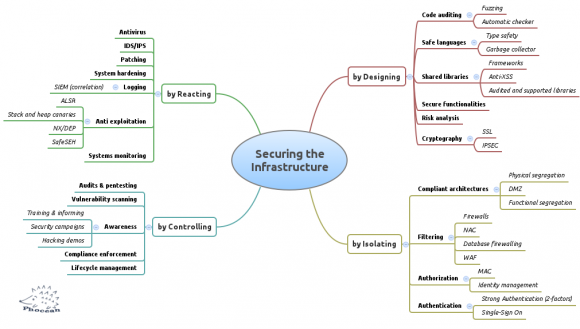 Securing the
Infrastructure
by Reacting
Antivirus
IDS/IPS
Patching
System hardening
Logging
SIEM (correlation)
Anti exploitation
ALSR
Stack and heap canaries
NX/DEP
SafeSEH
Systems monitoring
by Controlling
Audits & pentesting
Vulnerability scanning
Awareness
Training & informing
Security campaigns
Hacking demos
Compliance enforcement
Lifecycle management
by Designing
Code auditing
Fuzzing
Automatic checker
Safe languages
Type safety
Garbage collector
Shared libraries
Frameworks
Anti-XSS
Audited and supported libraries
Secure functionalities
Risk analysis
Cryptography
SSL
IPSEC
by Isolating
Compliant architectures
Physical segregation
DMZ
Functional segregation
Filtering
Firewalls
NAC
Database firewalling
WAF
Authorization
MAC
Identity management
Authentication
Strong Authentication (2-factors)
Single-Sign On
Phocean